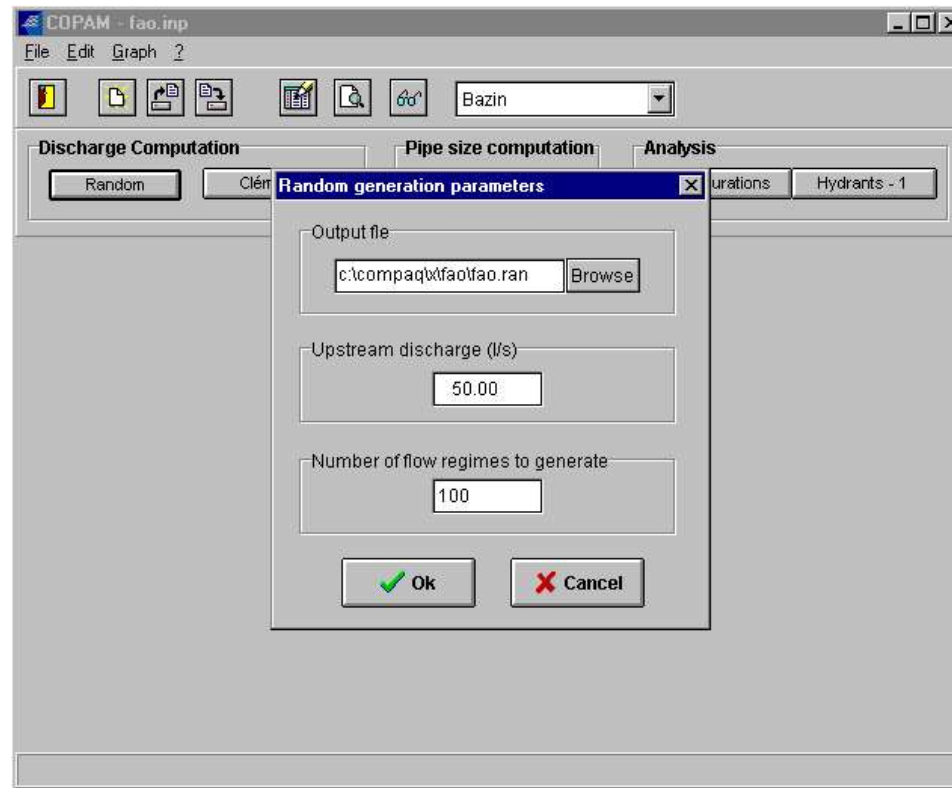 COPAM - fao.inp
File Edit Graph ?
Bazin
Discharge Computation
Pipe size computation
Analysis
Random
Clém
urations
Hydrants - 1
Random generation parameters
Output fle
c:\compaq\x\fao\fao.ran
Browse
Upstream discharge (l/s)
50.00
Number of flow regimes to generate
100
Ok
Cancel